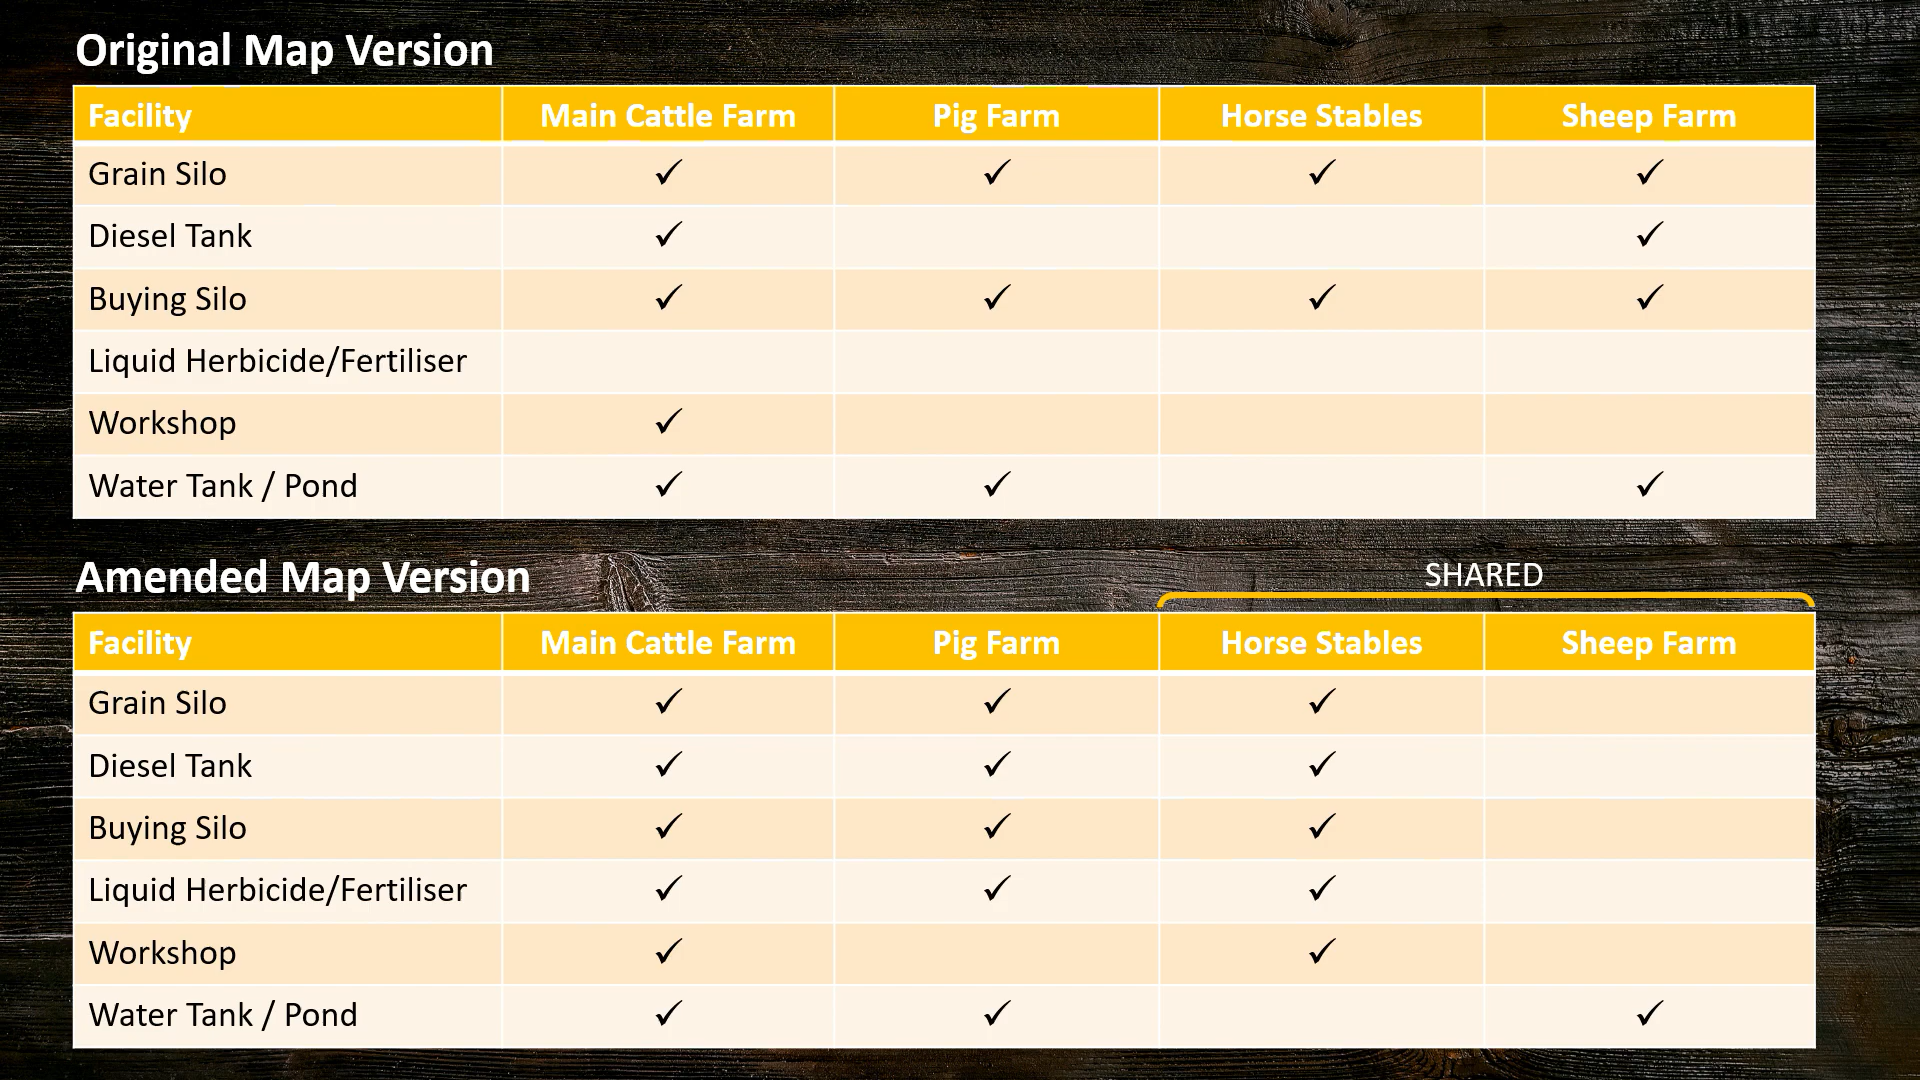 Original Map Version
Facility Main Cattle Farm Pig Farm Horse Stables Sheep Farm
Grain Silo ✓ ✓ ✓ ✓
Diesel Tank ✓ ✓
Buying Silo ✓ ✓ ✓ ✓
Liquid Herbicide/Fertiliser
Workshop ✓
Water Tank / Pond ✓ ✓ ✓
Amended Map Version
SHARED
Facility Main Cattle Farm Pig Farm Horse Stables Sheep Farm
Grain Silo ✓ ✓ ✓
Diesel Tank ✓ ✓ ✓
Buying Silo ✓ ✓ ✓
Liquid Herbicide/Fertiliser ✓ ✓ ✓
Workshop ✓ ✓
Water Tank / Pond ✓ ✓ ✓